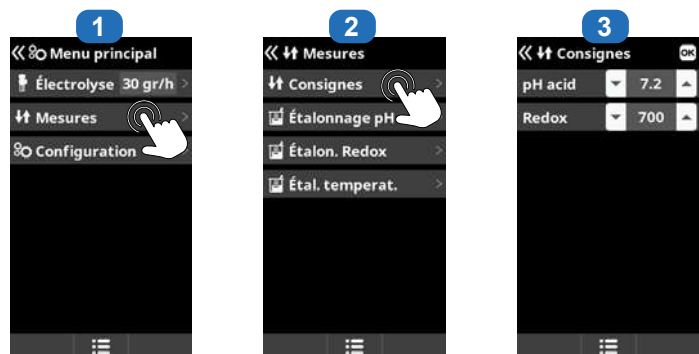 1
Menu principal
Électrolyse 30 gr/h
Mesures
Configuration
2
Mesures
Consignes
Étalonnage pH
Étalon. Redox
Étal. temperat.
3
Consignes OK
pH acid 7.2
Redox 700